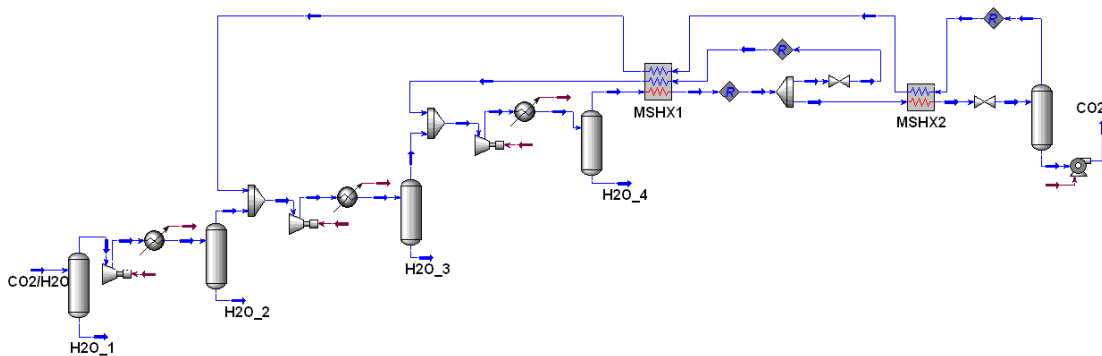 R
R
R
MSHX1
MSHX2
CO2
H2O_4
H2O_3
CO2/H2O
H2O_2
H2O_1